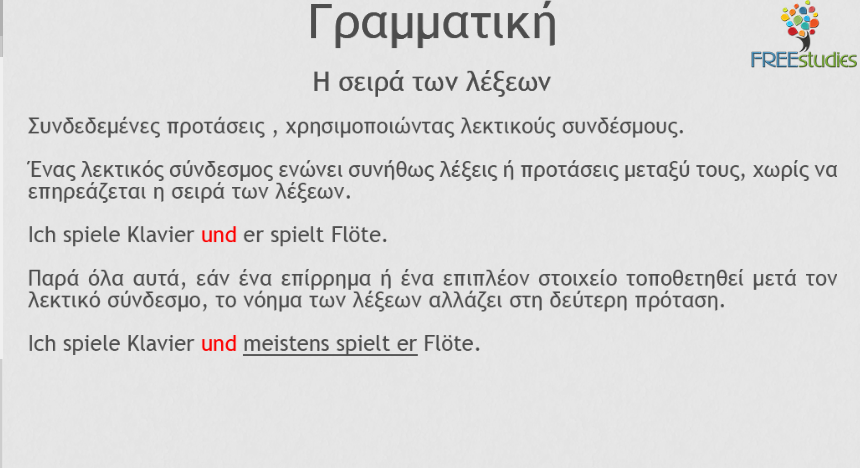 Γραμματική
FREEstudies
Η σειρά των λέξεων
Συνδεδεμένες προτάσεις , χρησιμοποιώντας λεκτικούς συνδέσμους.
Ένας λεκτικός σύνδεσμος ενώνει συνήθως λέξεις ή προτάσεις μεταξύ τους, χωρίς να
επηρεάζεται η σειρά των λέξεων.
Ich spiele Klavier und er spielt Flöte.
Παρά όλα αυτά, εάν ένα επίρρημα ή ένα επιπλέον στοιχείο τοποθετηθεί μετά τον
λεκτικό σύνδεσμο, το νόημα των λέξεων αλλάζει στη δεύτερη πρόταση.
Ich spiele Klavier und meistens spielt er Flöte.